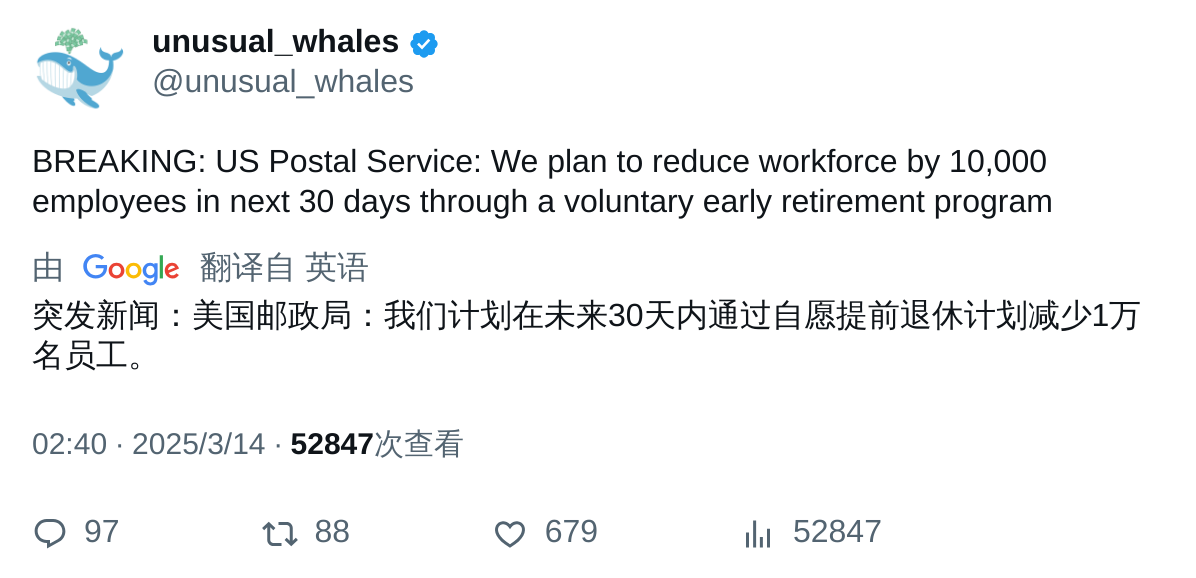 unusual_whales
@unusual_whales
BREAKING: US Postal Service: We plan to reduce workforce by 10,000
employees in next 30 days through a voluntary early retirement program
由 Google 翻译自 英语
突发新闻：美国邮政局：我们计划在未来30天内通过自愿提前退休计划减少1万
名员工。
02:40 · 2025/3/14 · 52847次查看
97 88 679 52847